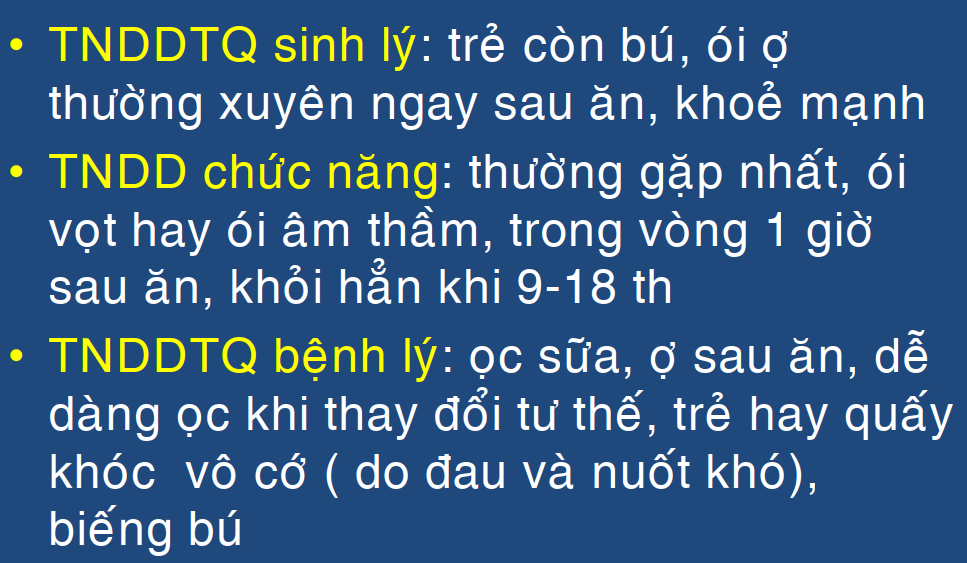 • TNDDTQ sinh lý: trẻ còn bú, ói ợ
thường xuyên ngay sau ăn, khoẻ mạnh
• TNDD chức năng: thường gặp nhất, ói
vọt hay ói âm thầm, trong vòng 1 giờ
sau ăn, khỏi hẳn khi 9-18 th
• TNDDTQ bệnh lý: ọc sữa, ợ sau ăn, dễ
dàng ọc khi thay đổi tư thế, trẻ hay quấy
khóc  vô cớ ( do đau và nuốt khó),
biếng bú